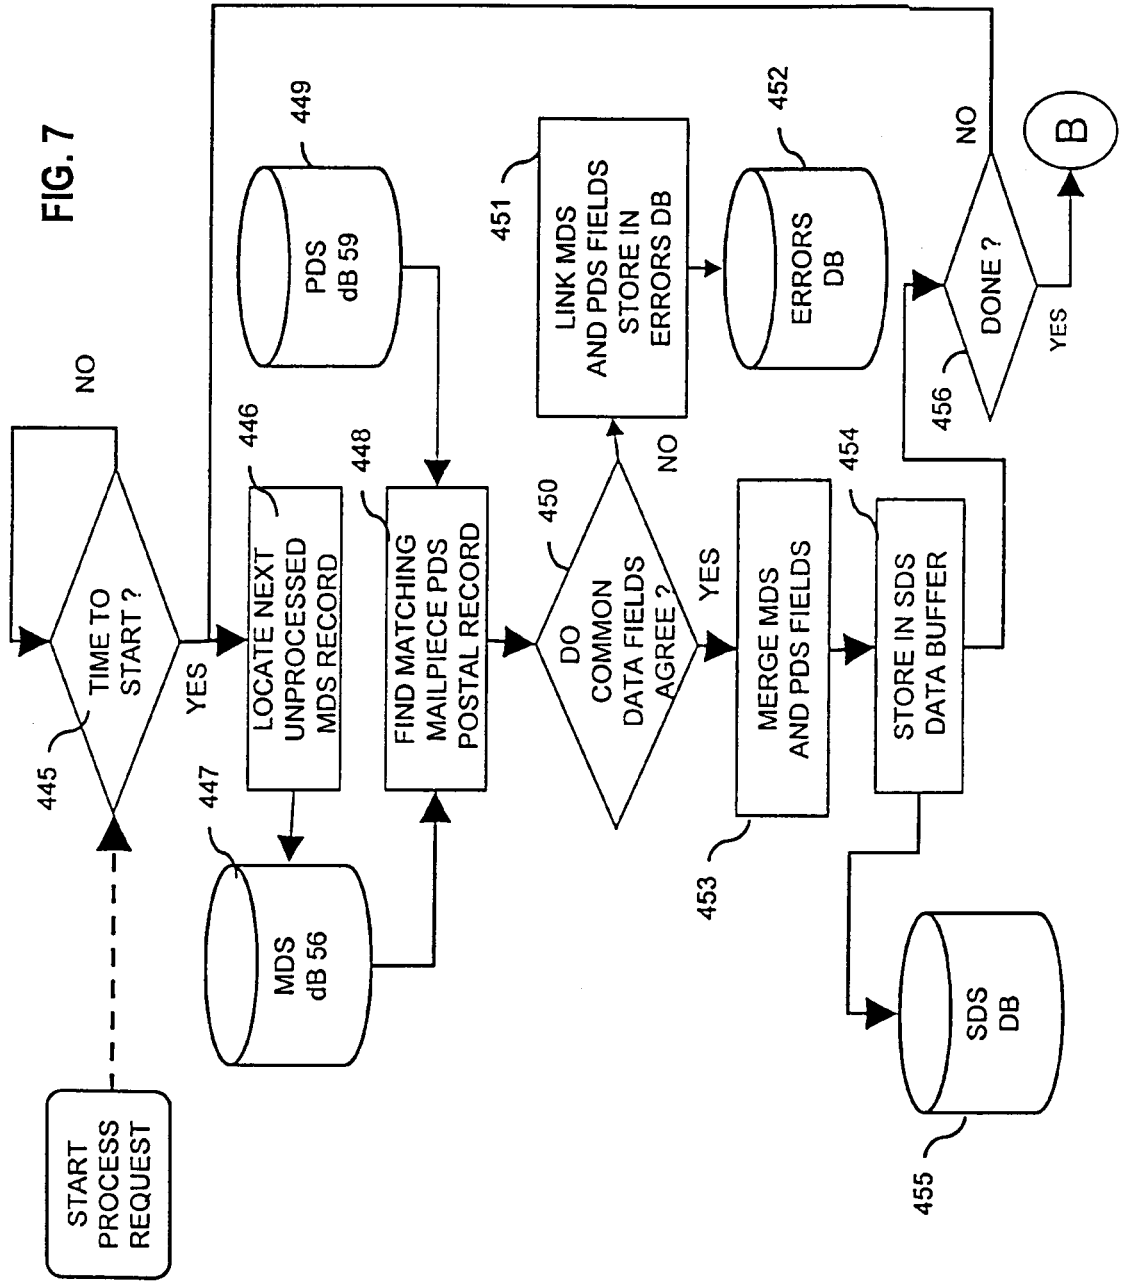 FIG. 7
START
PROCESS
REQUEST
445
TIME TO
START ?
NO
YES
446
LOCATE NEXT
UNPROCESSED
MDS RECORD
447
MDS
dB 56
448
FIND MATCHING
MAILPIECE PDS
POSTAL RECORD
449
PDS
dB 59
450
DO
COMMON
DATA FIELDS
AGREE ?
NO
YES
451
LINK MDS
AND PDS FIELDS
STORE IN
ERRORS DB
452
ERRORS
DB
453
MERGE MDS
AND PDS FIELDS
454
STORE IN SDS
DATA BUFFER
455
SDS
DB
456
DONE ?
NO
YES
B